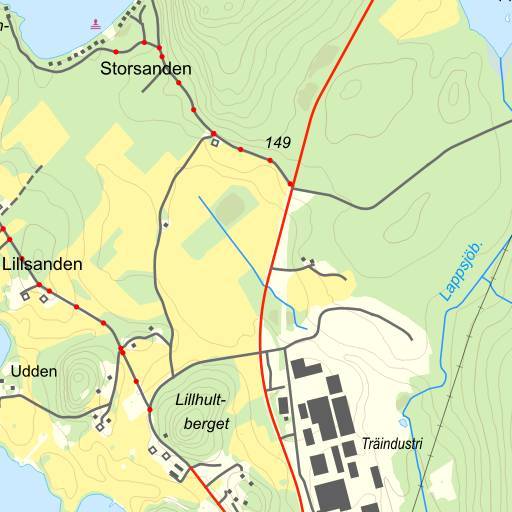 Storsanden
149
Lillsanden
Lappsjöb.
Udden
Lillhult-
berget
Träindustri